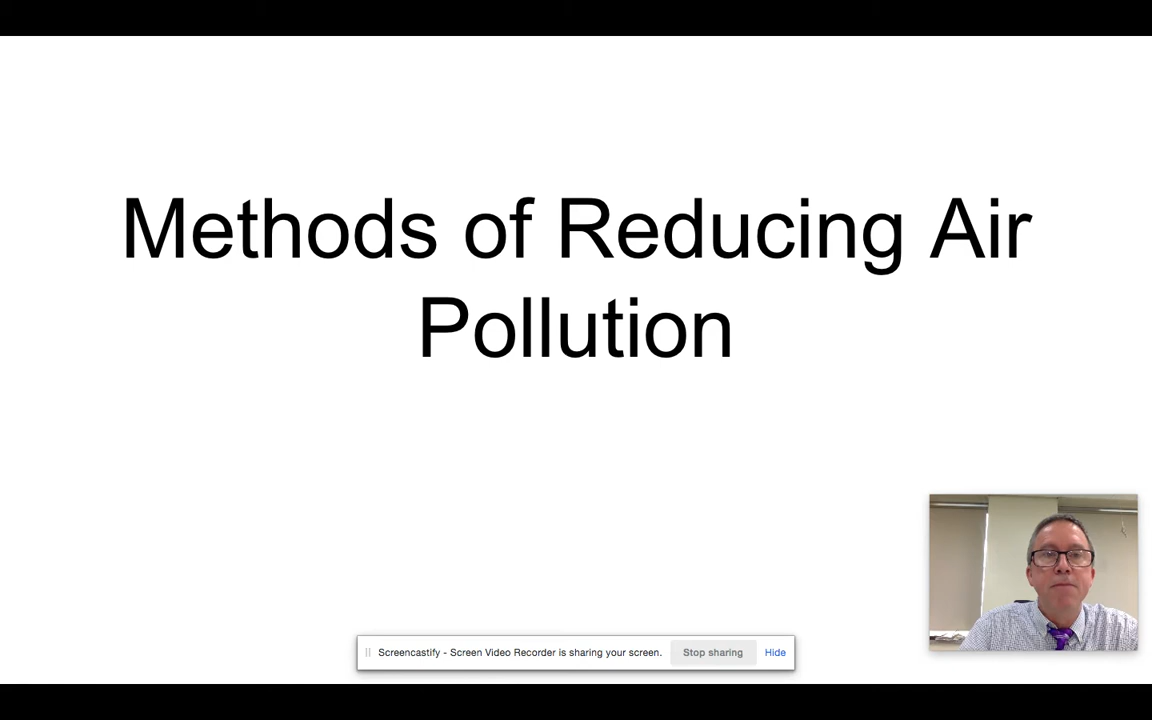 Methods of Reducing Air
Pollution
Screencastify - Screen Video Recorder is sharing your screen. Stop sharing Hide